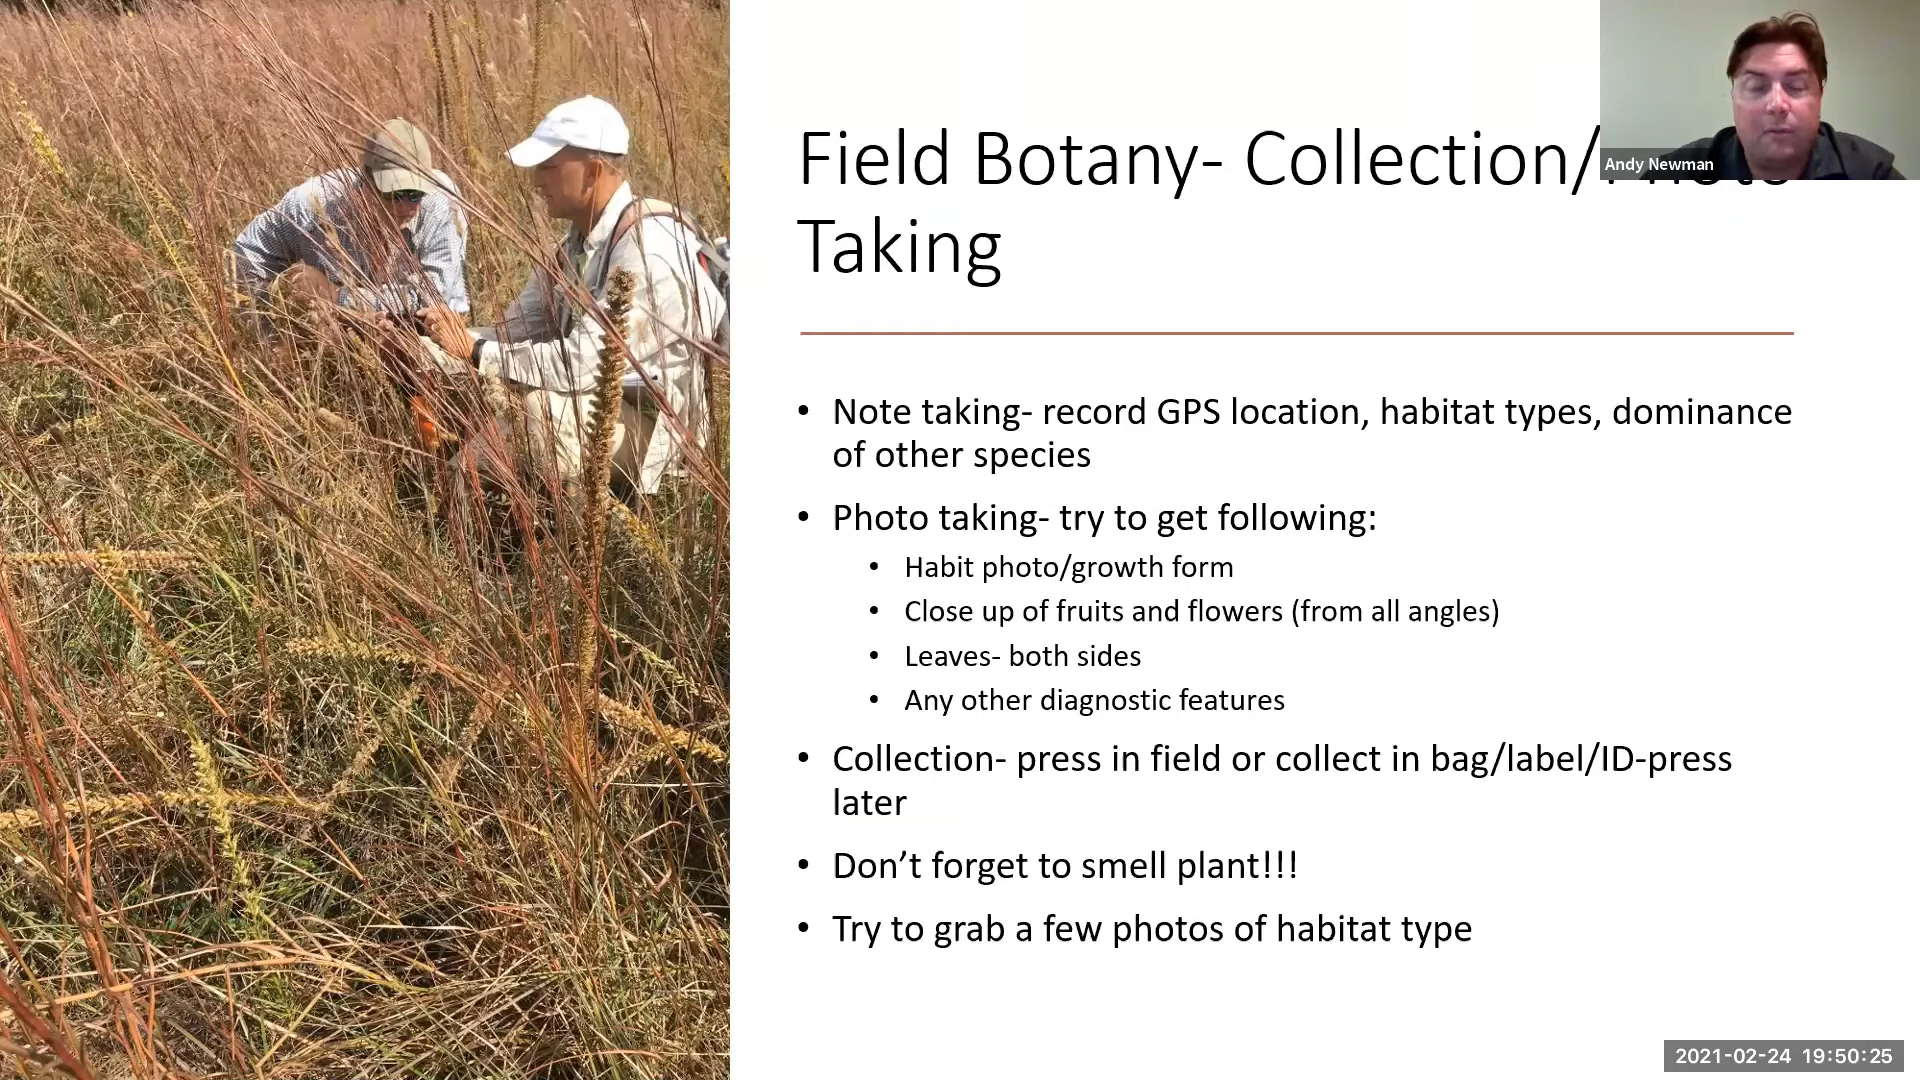 Field Botany- Collection/
Taking
Andy Newman
• Note taking- record GPS location, habitat types, dominance
of other species
• Photo taking- try to get following:
• Habit photo/growth form
• Close up of fruits and flowers (from all angles)
• Leaves- both sides
• Any other diagnostic features
• Collection- press in field or collect in bag/label/ID-press
later
• Don’t forget to smell plant!!!
• Try to grab a few photos of habitat type
2021-02-24 19:50:25